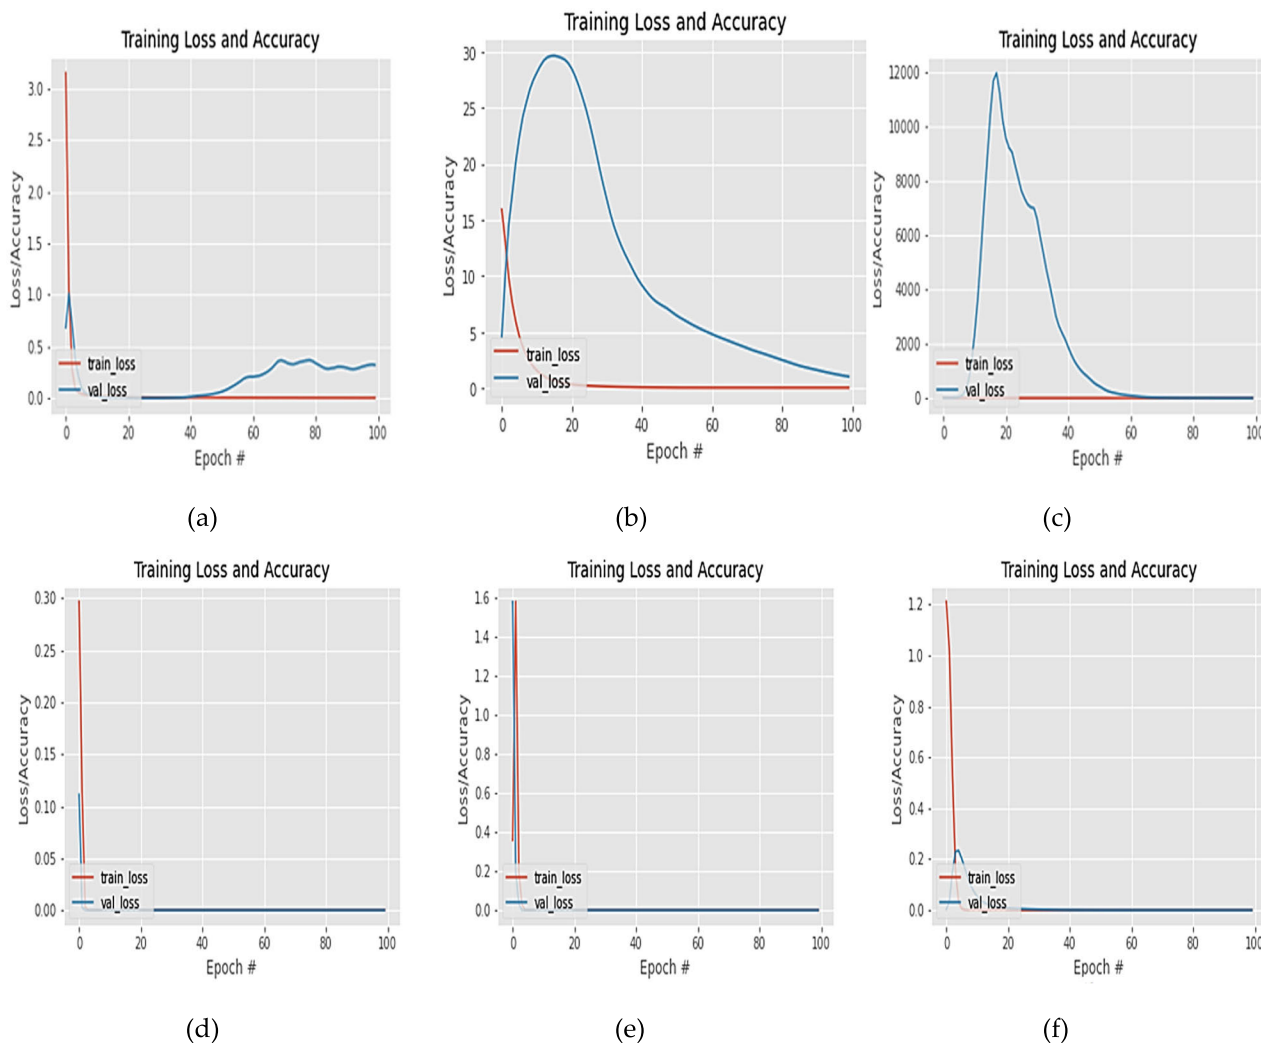 Training Loss and Accuracy
Loss/Accuracy
3.0
2.5
2.0
1.5
1.0
0.5
0.0
train_loss
val_loss
0 20 40 60 80 100
Epoch #
(a)
Training Loss and Accuracy
Loss/Accuracy
30
25
20
15
10
5
0
train_loss
val_loss
0 20 40 60 80 100
Epoch #
(b)
Training Loss and Accuracy
Loss/Accuracy
12000
10000
8000
6000
4000
2000
0
train_loss
val_loss
0 20 40 60 80 100
Epoch #
(c)
Training Loss and Accuracy
Loss/Accuracy
0.30
0.25
0.20
0.15
0.10
0.05
0.00
train_loss
val_loss
0 20 40 60 80 100
Epoch #
(d)
Training Loss and Accuracy
Loss/Accuracy
1.6
1.4
1.2
1.0
0.8
0.6
0.4
0.2
0.0
train_loss
val_loss
0 20 40 60 80 100
Epoch #
(e)
Training Loss and Accuracy
Loss/Accuracy
1.2
1.0
0.8
0.6
0.4
0.2
0.0
train_loss
val_loss
0 20 40 60 80 100
Epoch #
(f)